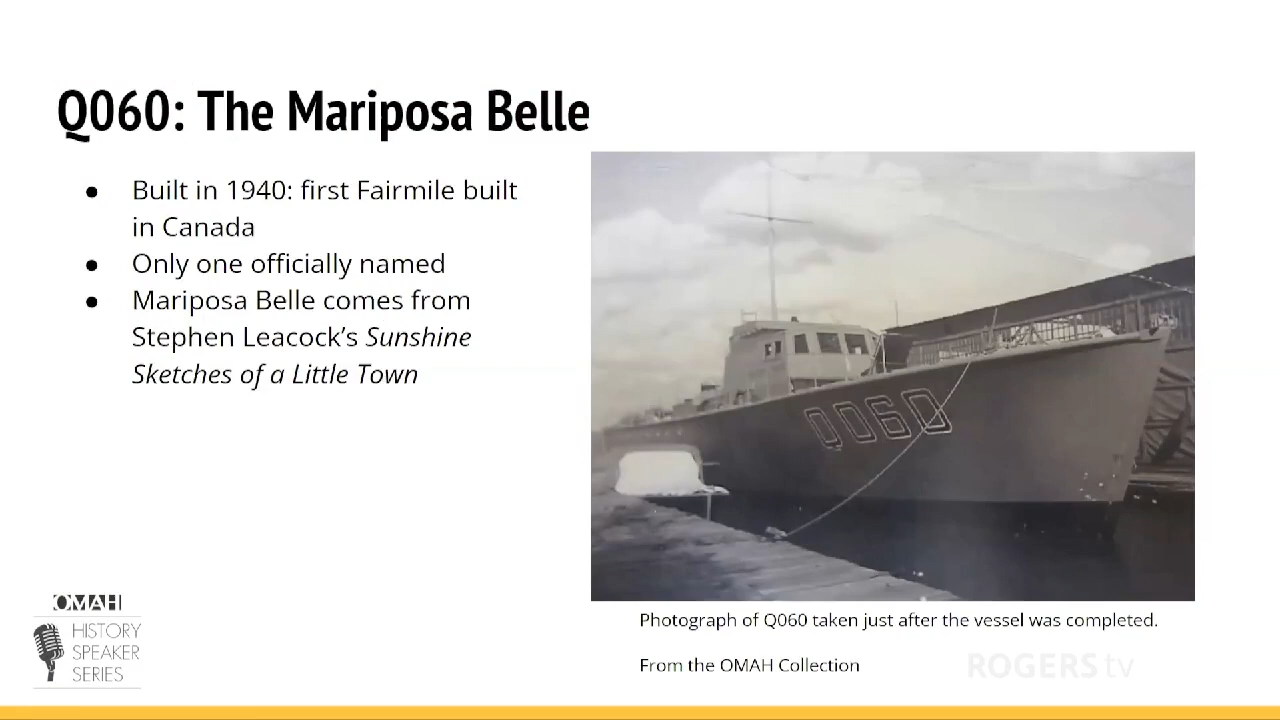 Q060: The Mariposa Belle
● Built in 1940: first Fairmile built
in Canada
● Only one officially named
● Mariposa Belle comes from
Stephen Leacock’s Sunshine
Sketches of a Little Town
Q060
Photograph of Q060 taken just after the vessel was completed.
From the OMAH Collection
OMAH
HISTORY
SPEAKER
SERIES
ROGERS tv